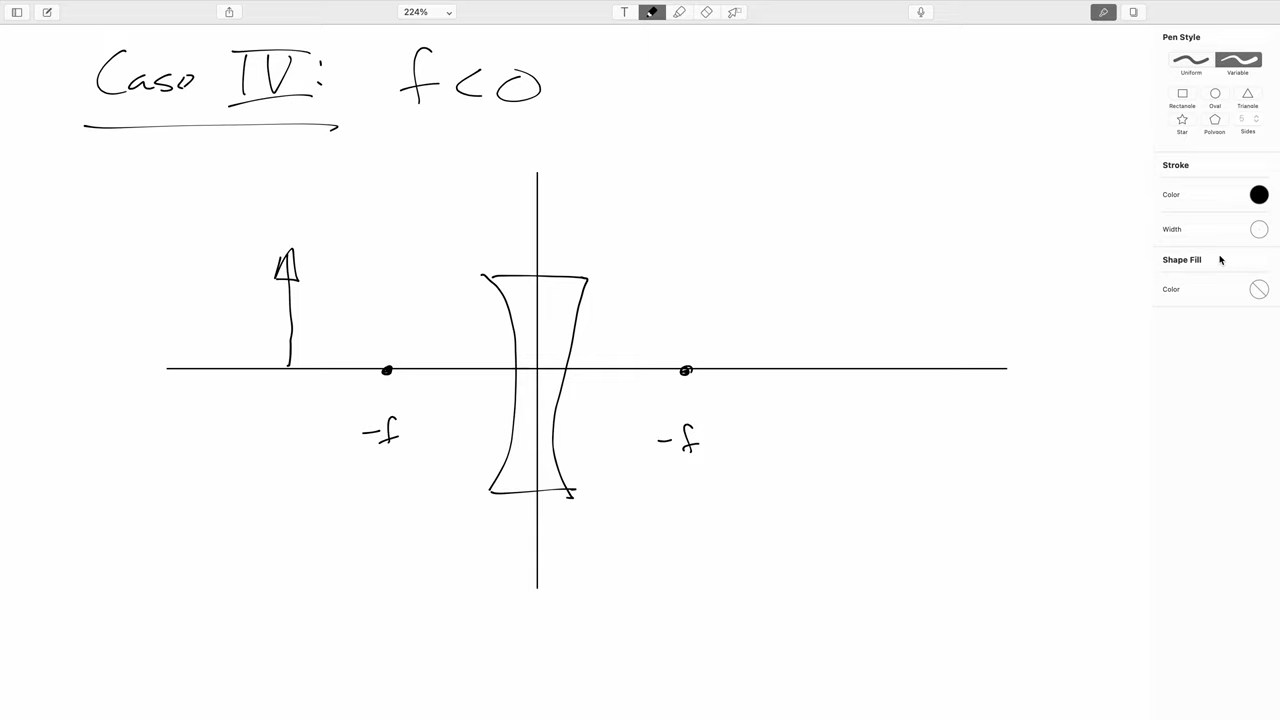 224%
T
Caso IV: f<0
-f
-f
Pen Style
Uniform Variable
Rectangle Oval Triangle
5
Star Polygon Sides
Stroke
Color
Width
Shape Fill
Color